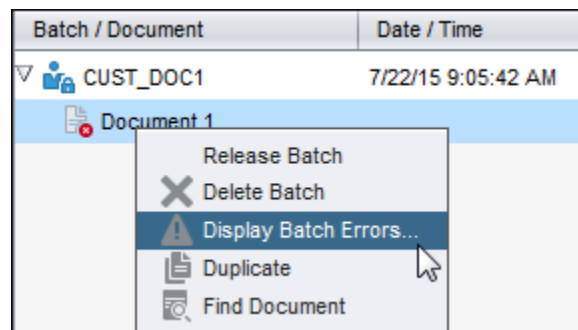 Batch / Document Date / Time
CUST_DOC1 7/22/15 9:05:42 AM
Document 1
Release Batch
Delete Batch
Display Batch Errors...
Duplicate
Find Document